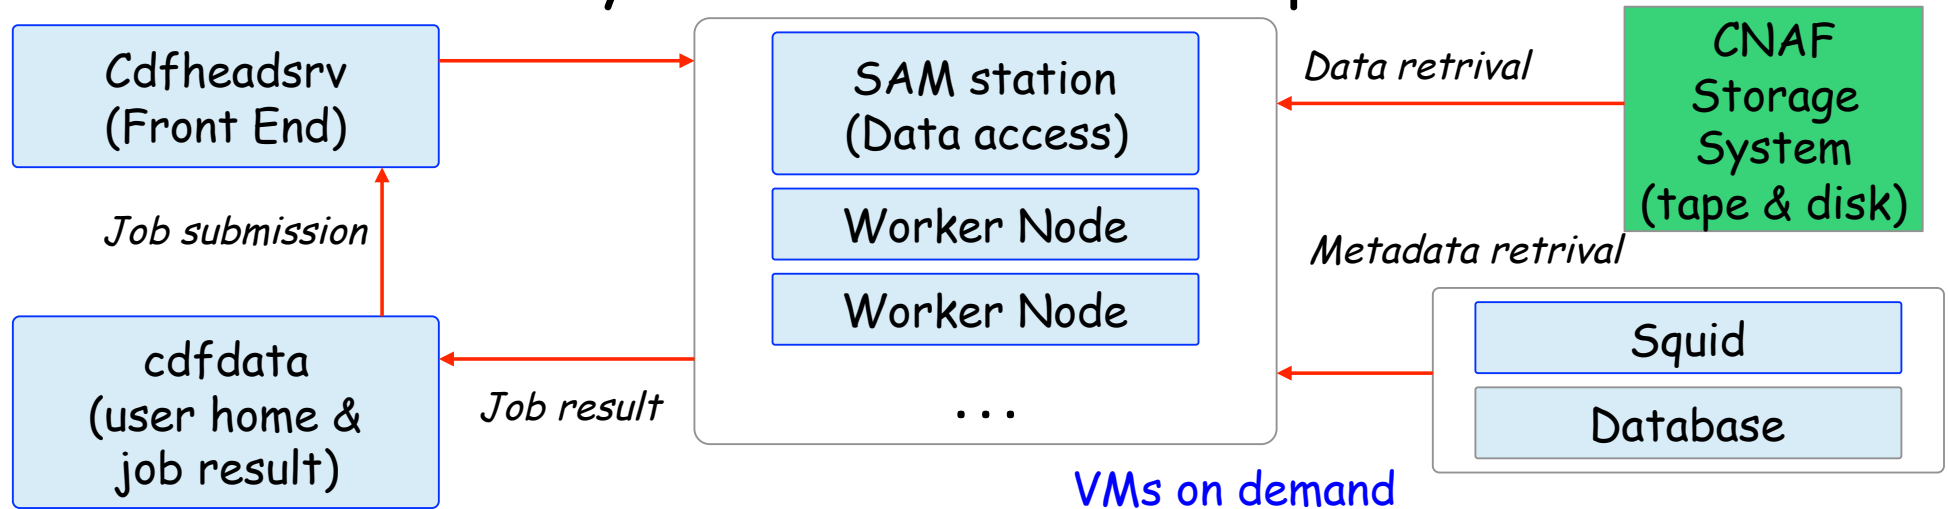 Cdfheadsrv
(Front End)
Job submission
cdfdata
(user home &
job result)
Job result
SAM station
(Data access)
Worker Node
Worker Node
...
VMs on demand
Data retrival
CNAF
Storage
System
(tape & disk)
Metadata retrival
Squid
Database